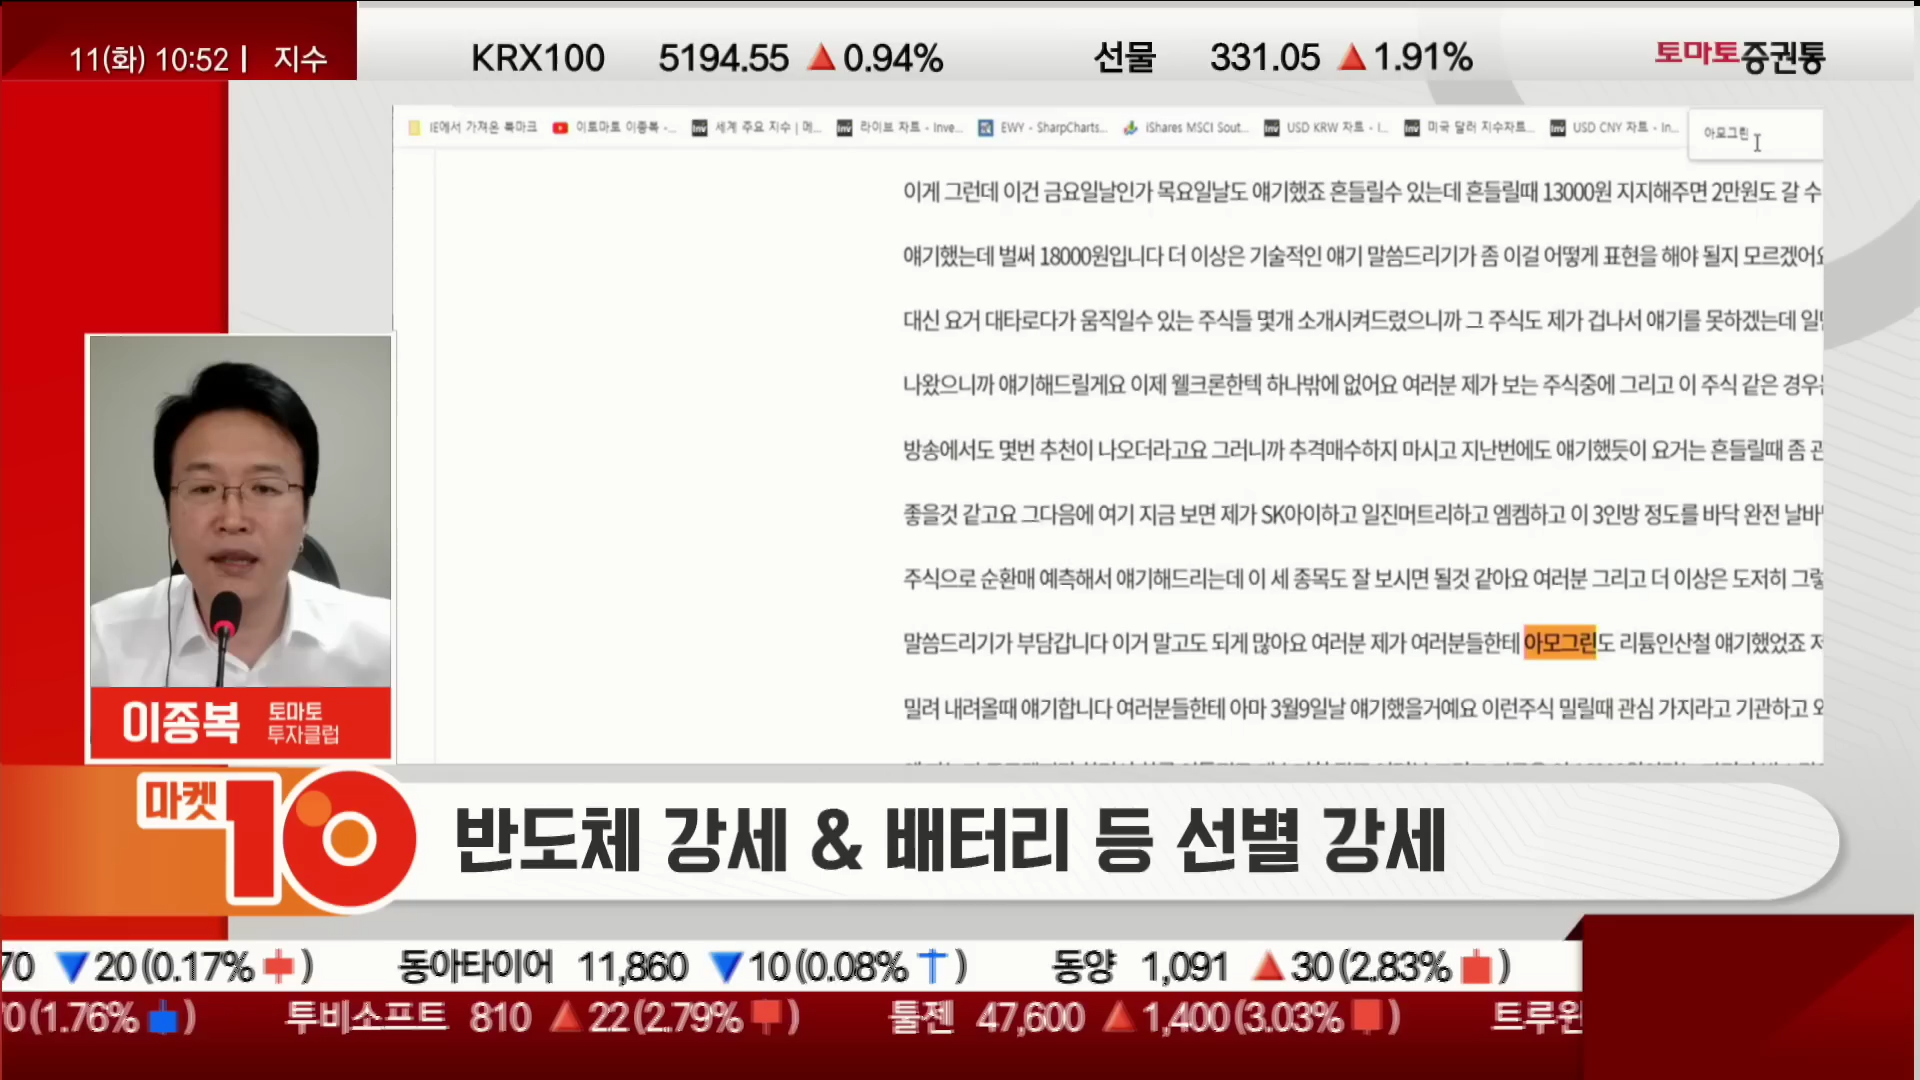 11(화) 10:52 | 지수
KRX100 5194.55 ▲0.94% 선물 331.05 ▲1.91%
토마토증권통
IE에서 가져온 북마크 이토마토 이종복 -... 세계 주요 지수 | 메... 라이브 차트 - Inve... EWY - SharpCharts... iShares MSCI Sout... USD KRW 차트 - I... 미국 달러 지수차트... USD CNY 차트 - In...
아모그린
이게 그런데 이건 금요일날인가 목요일날도 얘기했죠 흔들릴수 있는데 흔들릴때 13000원 지지해주면 2만원도 갈 수
얘기했는데 벌써 18000원입니다 더 이상은 기술적인 얘기 말씀드리기가 좀 이걸 어떻게 표현을 해야 될지 모르겠어요
대신 요거 대타로다가 움직일수 있는 주식들 몇개 소개시켜드렸으니까 그 주식도 제가 겁나서 얘기를 못하겠는데
나왔으니까 얘기해드릴게요 이제 웰크론한텍 하나밖에 없어요 여러분 제가 보는 주식중에 그리고 이 주식 같은
방송에서도 몇번 추천이 나오더라고요 그러니까 추격매수하지 마시고 지난번에도 얘기했듯이 요거는 흔들릴때 좀
좋을것 같고요 그다음에 여기 지금 보면 제가 SK아이하고 일진머트리하고 엠켐하고 이 3인방 정도를 바닥 완전
주식으로 순환매 예측해서 얘기해드리는데 이 세 종목도 잘 보시면 될것 같아요 여러분 그리고 더 이상은 도저히
말씀드리기가 부담갑니다 이거 말고도 되게 많아요 여러분 제가 여러분들한테 아모그린도 리튬인산철 얘기했었죠
밀려 내려올때 얘기합니다 여러분들한테 아마 3월9일날 얘기했을거예요 이런주식 밀릴때 관심 가지라고 기관하고
이종복 토마토 투자클럽
마켓 10
반도체 강세 & 배터리 등 선별 강세
70 ▼20(0.17%) 동아타이어 11,860 ▼10(0.08%) 동양 1,091 ▲30(2.83%)
0(1.76%) 투비소프트 810 ▲22(2.79%) 툴젠 47,600 ▲1,400(3.03%) 트루윈